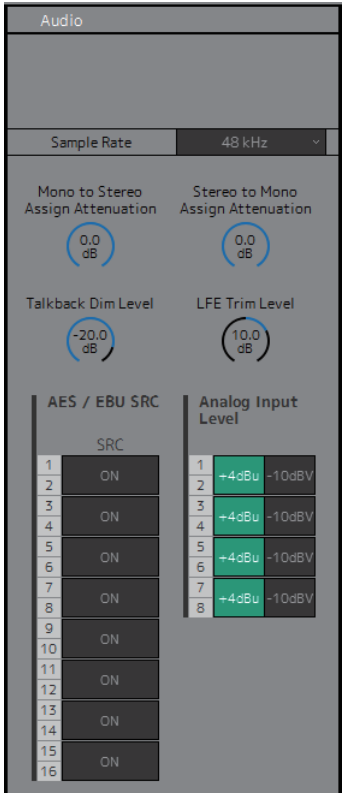 Audio
Sample Rate 48 kHz
Mono to Stereo
Assign Attenuation
Stereo to Mono
Assign Attenuation
0.0
dB
0.0
dB
Talkback Dim Level
LFE Trim Level
-20.0
dB
10.0
dB
AES / EBU SRC
SRC
1
2
ON
3
4
ON
5
6
ON
7
8
ON
9
10
ON
11
12
ON
13
14
ON
15
16
ON
Analog Input
Level
1
2
+4dBu -10dBV
3
4
+4dBu -10dBV
5
6
+4dBu -10dBV
7
8
+4dBu -10dBV